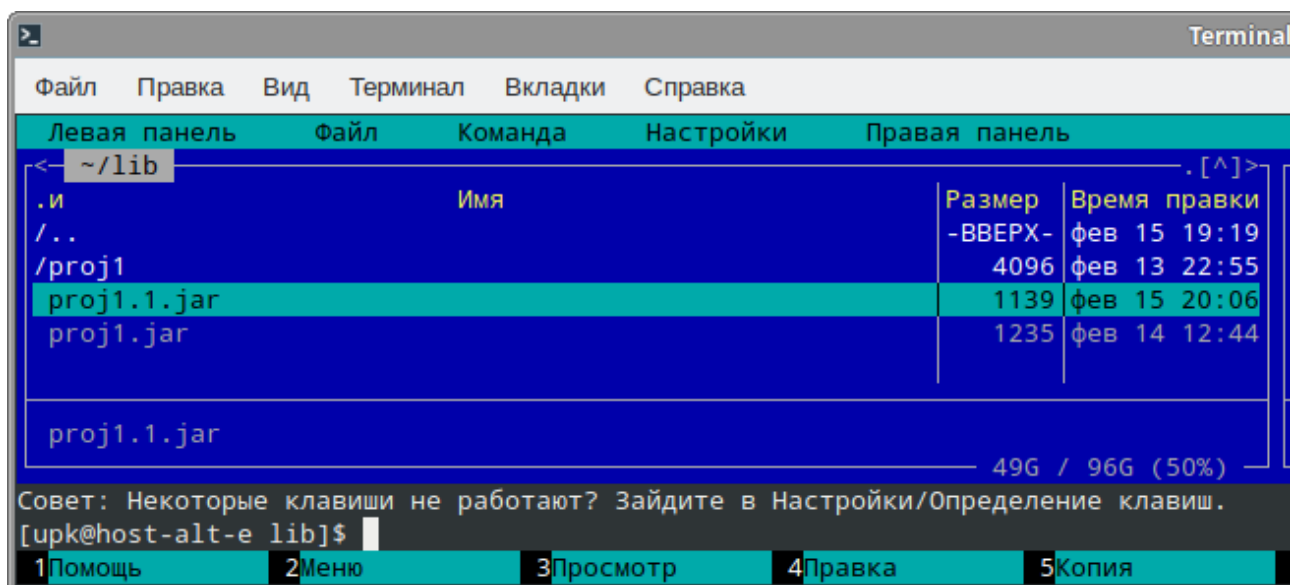 Terminal
Файл Правка Вид Терминал Вкладки Справка
Левая панель Файл Команда Настройки Правая панель
<─ ~/lib .[^]>
.и Имя Размер Время правки
/.. -ВВЕРХ- фев 15 19:19
/proj1 4096 фев 13 22:55
proj1.1.jar 1139 фев 15 20:06
proj1.jar 1235 фев 14 12:44
proj1.1.jar
49G / 96G (50%)
Совет: Некоторые клавиши не работают? Зайдите в Настройки/Определение клавиш.
[upk@host-alt-e lib]$
1Помощь 2Меню 3Просмотр 4Правка 5Копия